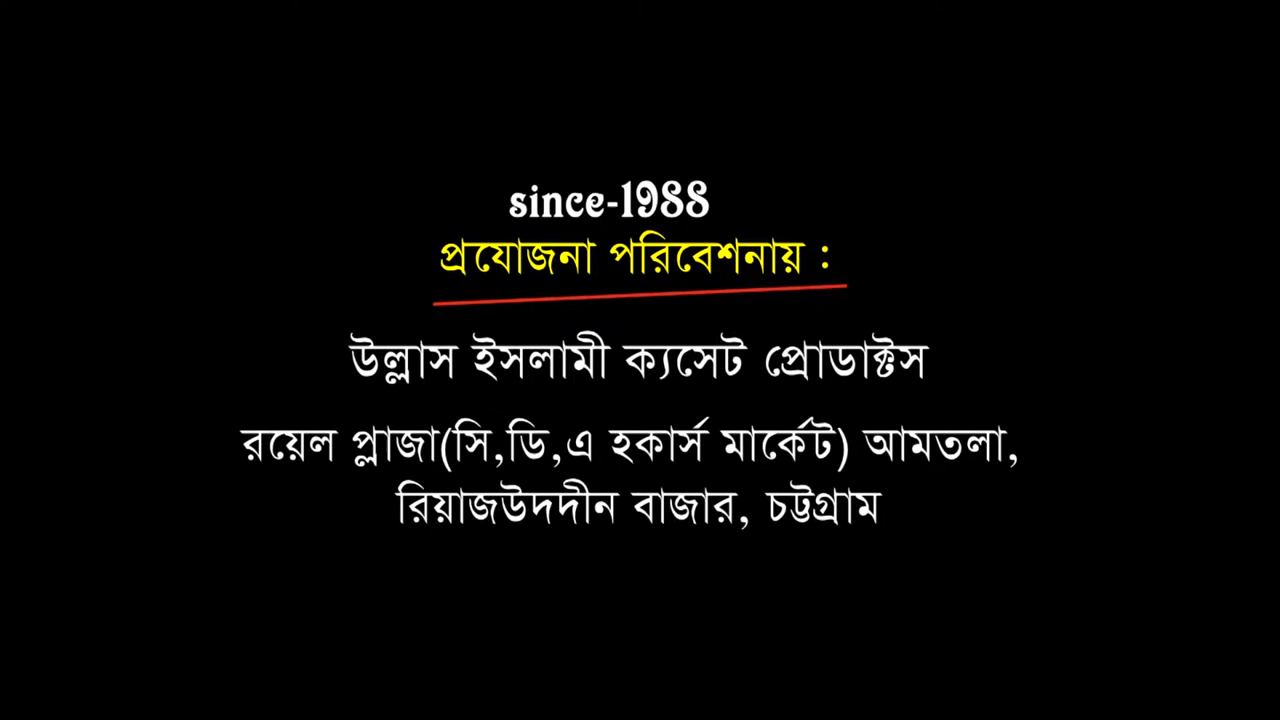 since-1988
প্রযোজনা পরিবেশনায় :
উল্লাস ইসলামী ক্যসেট প্রোডাক্টস
রয়েল প্লাজা(সি,ডি,এ হকার্স মার্কেট) আমতলা,
রিয়াজউদদীন বাজার, চট্টগ্রাম